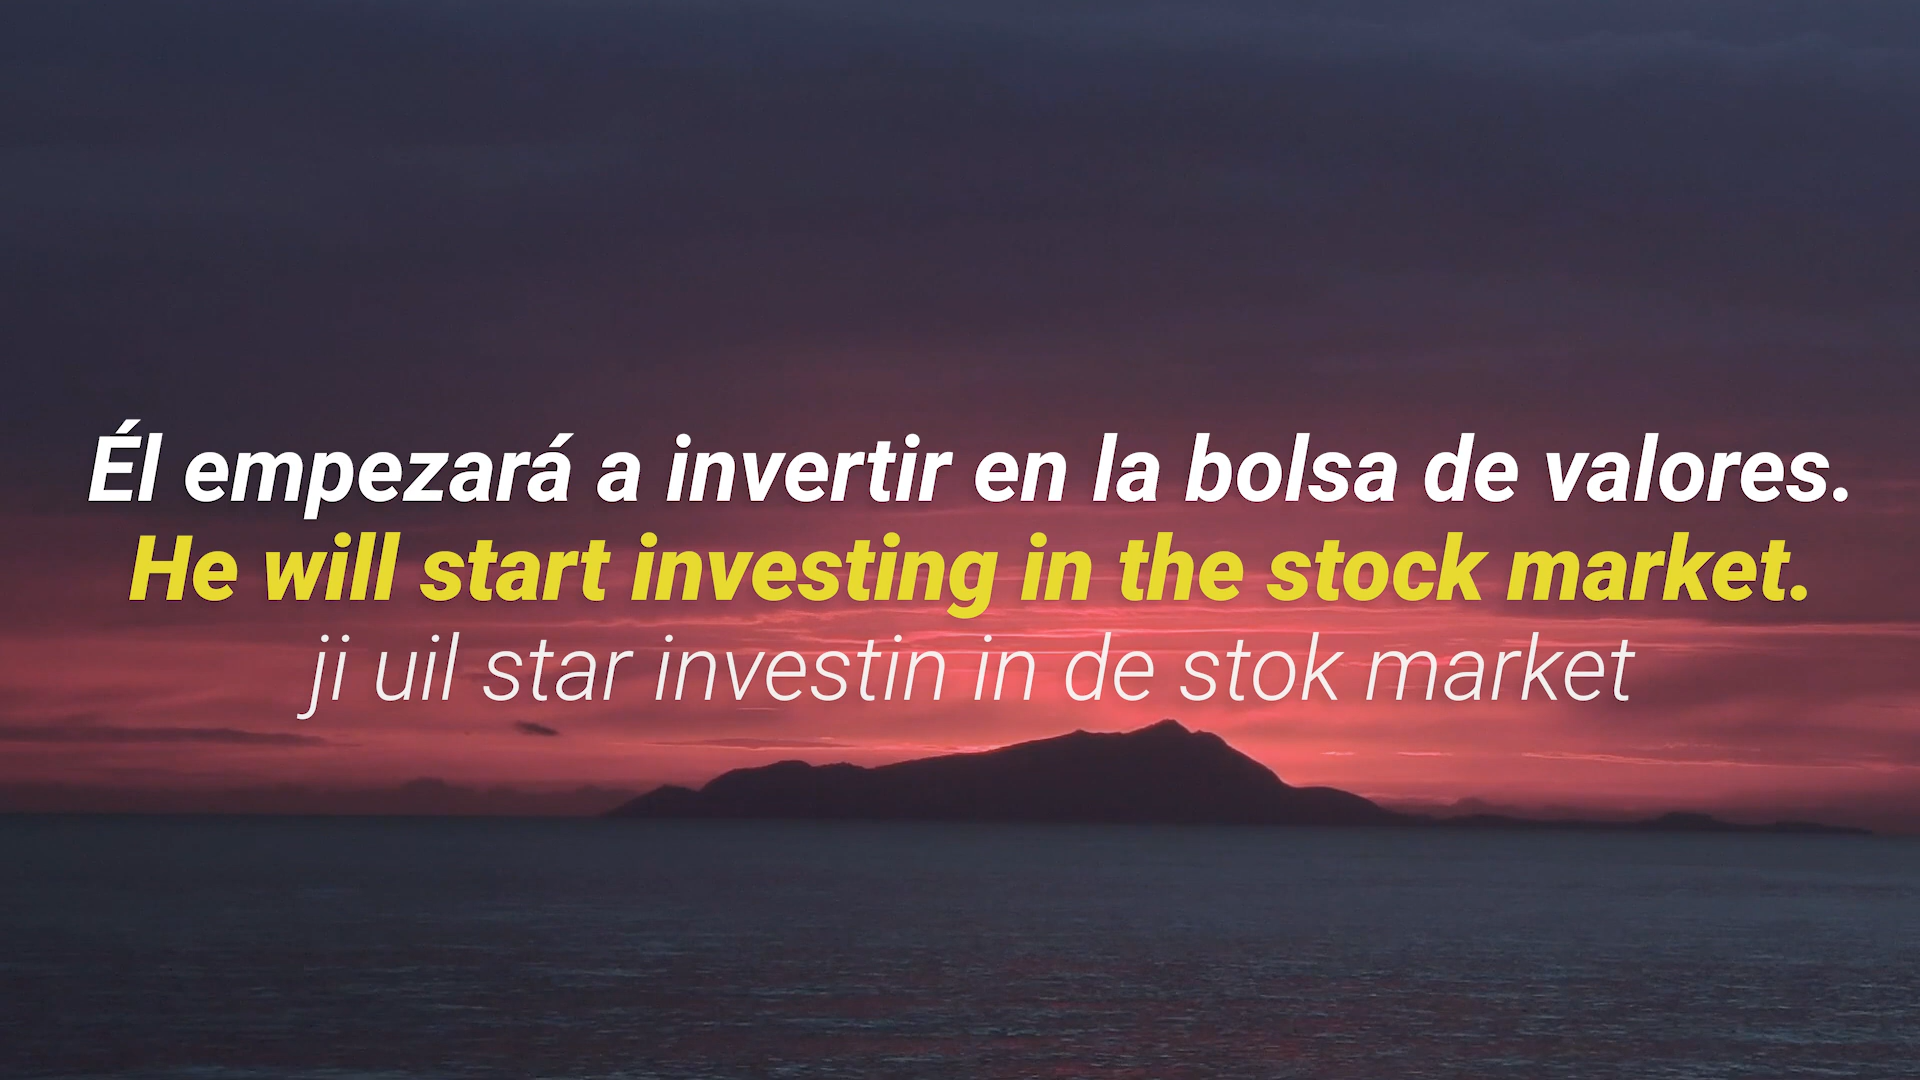 Él empezará a invertir en la bolsa de valores.
He will start investing in the stock market.
ji uil star investin in de stok market